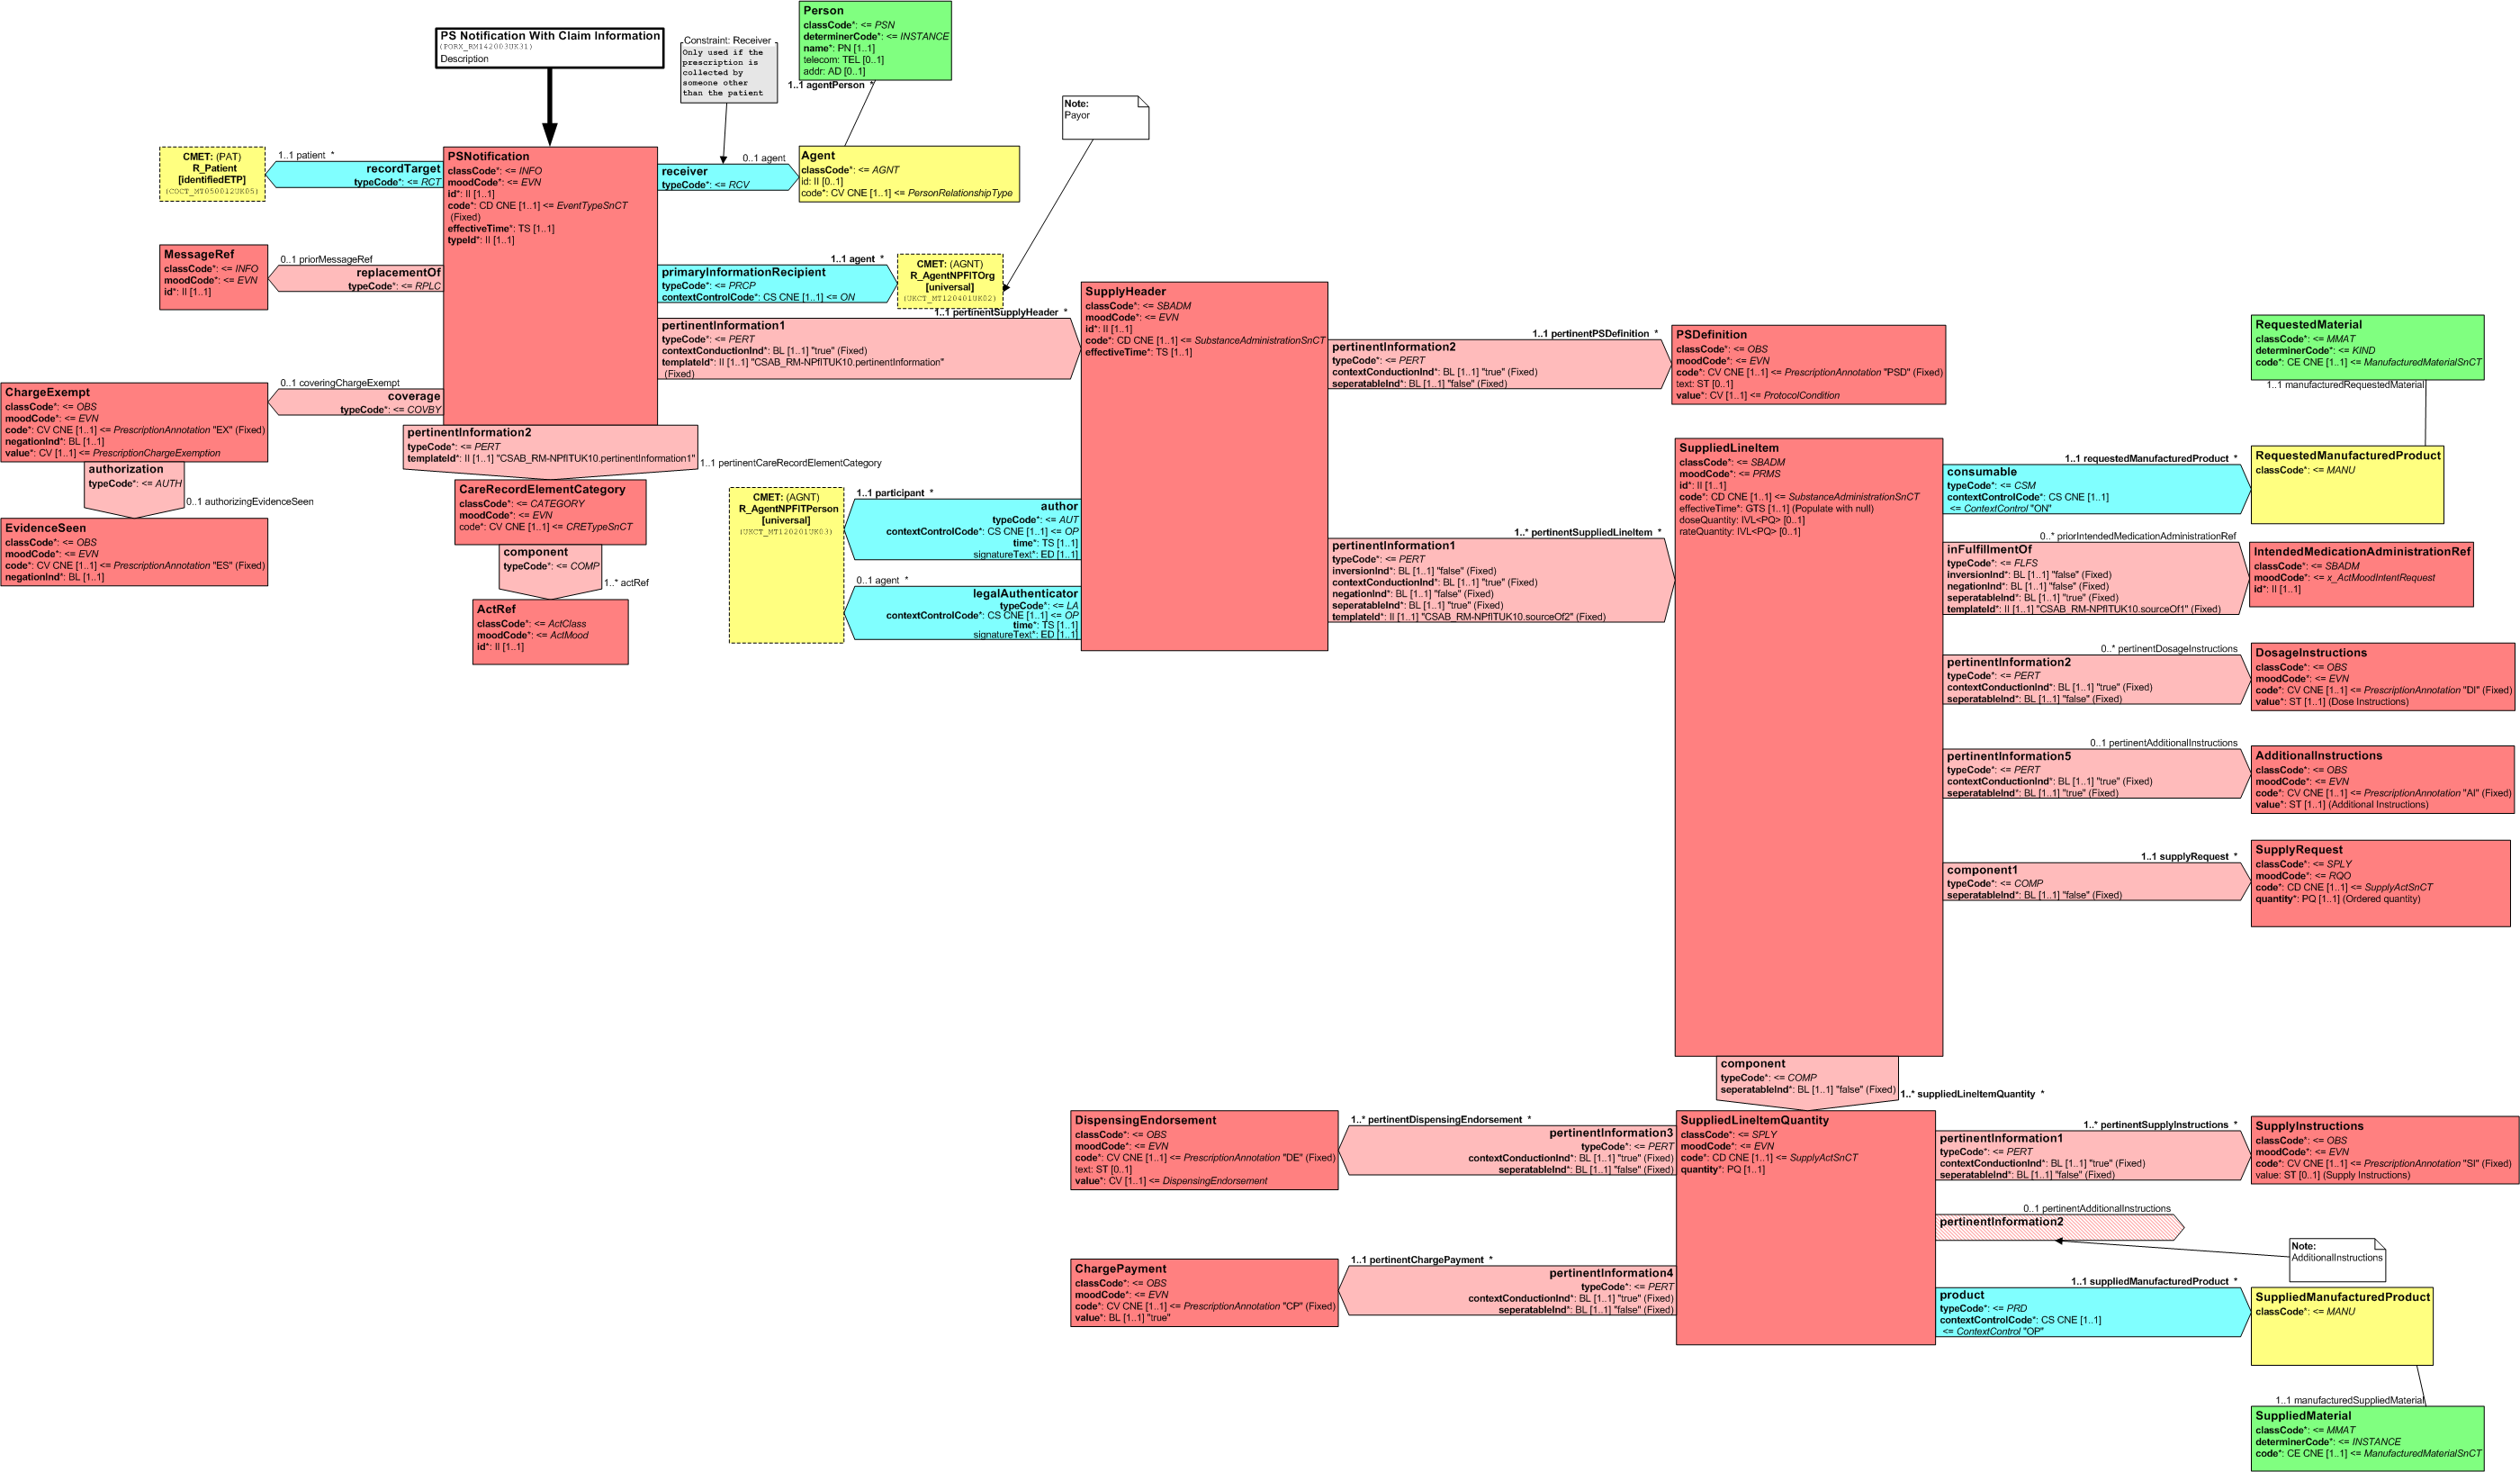 PS Notification With Claim Information
(PORX_RM142003UK31)
Description
Constraint: Receiver
Only used if the
prescription is
collected by
someone other
than the patient
Person
classCode*: <= PSN
determinerCode*: <= INSTANCE
name*: PN [1..1]
telecom: TEL [0..1]
addr: AD [0..1]
1..1 agentPerson *
Note:
Payor
CMET: (PAT)
R_Patient
[identifiedETP]
(COCT_MT050012UK05)
1..1 patient *
recordTarget
typeCode*: <= RCT
PSNotification
classCode*: <= INFO
moodCode*: <= EVN
id*: II [1..1]
code*: CD CNE [1..1] <= EventTypeSnCT
(Fixed)
effectiveTime*: TS [1..1]
typeId*: II [1..1]
0..1 agent
receiver
typeCode*: <= RCV
Agent
classCode*: <= AGNT
id: II [0..1]
code*: CV CNE [1..1] <= PersonRelationshipType
MessageRef
classCode*: <= INFO
moodCode*: <= EVN
id*: II [1..1]
0..1 priorMessageRef
replacementOf
typeCode*: <= RPLC
1..1 agent *
primaryInformationRecipient
typeCode*: <= PRCP
contextControlCode*: CS CNE [1..1] <= ON
CMET: (AGNT)
R_AgentNPFITOrg
[universal]
(UKCT_MT120401UK02)
1..1 pertinentSupplyHeader *
pertinentInformation1
typeCode*: <= PERT
contextConductionInd*: BL [1..1] "true" (Fixed)
templateId*: II [1..1] "CSAB_RM-NPfITUK10.pertinentInformation"
(Fixed)
ChargeExempt
classCode*: <= OBS
moodCode*: <= EVN
code*: CV CNE [1..1] <= PrescriptionAnnotation "EX" (Fixed)
negationInd*: BL [1..1]
value*: CV [1..1] <= PrescriptionChargeExemption
0..1 coveringChargeExempt
coverage
typeCode*: <= COVBY
authorization
typeCode*: <= AUTH
0..1 authorizingEvidenceSeen
EvidenceSeen
classCode*: <= OBS
moodCode*: <= EVN
code*: CV CNE [1..1] <= PrescriptionAnnotation "ES" (Fixed)
negationInd*: BL [1..1]
pertinentInformation2
typeCode*: <= PERT
templateId*: II [1..1] "CSAB_RM-NPfITUK10.pertinentInformation1"
1..1 pertinentCareRecordElementCategory
CareRecordElementCategory
classCode*: <= CATEGORY
moodCode*: <= EVN
code*: CV CNE [1..1] <= CRETypeSnCT
component
typeCode*: <= COMP
1..* actRef
ActRef
classCode*: <= ActClass
moodCode*: <= ActMood
id*: II [1..1]
CMET: (AGNT)
R_AgentNPFITPerson
[universal]
(UKCT_MT120201UK03)
1..1 participant *
author
typeCode*: <= AUT
contextControlCode*: CS CNE [1..1] <= OP
time*: TS [1..1]
signatureText*: ED [1..1]
0..1 agent *
legalAuthenticator
typeCode*: <= LA
contextControlCode*: CS CNE [1..1] <= OP
time*: TS [1..1]
signatureText*: ED [1..1]
SupplyHeader
classCode*: <= SBADM
moodCode*: <= EVN
id*: II [1..1]
code*: CD CNE [1..1] <= SubstanceAdministrationSnCT
effectiveTime*: TS [1..1]
1..1 pertinentPSDefinition *
pertinentInformation2
typeCode*: <= PERT
contextConductionInd*: BL [1..1] "true" (Fixed)
seperatableInd*: BL [1..1] "false" (Fixed)
PSDefinition
classCode*: <= OBS
moodCode*: <= EVN
code*: CV CNE [1..1] <= PrescriptionAnnotation "PSD" (Fixed)
text: ST [0..1]
value*: CV [1..1] <= ProtocolCondition
1..* pertinentSuppliedLineItem *
pertinentInformation1
typeCode*: <= PERT
inversionInd*: BL [1..1] "false" (Fixed)
contextConductionInd*: BL [1..1] "true" (Fixed)
negationInd*: BL [1..1] "false" (Fixed)
seperatableInd*: BL [1..1] "true" (Fixed)
templateId*: II [1..1] "CSAB_RM-NPfITUK10.sourceOf2" (Fixed)
SuppliedLineItem
classCode*: <= SBADM
moodCode*: <= PRMS
id*: II [1..1]
code*: CD CNE [1..1] <= SubstanceAdministrationSnCT
effectiveTime*: GTS [1..1] (Populate with null)
doseQuantity: IVL<PQ> [0..1]
rateQuantity: IVL<PQ> [0..1]
RequestedMaterial
classCode*: <= MMAT
determinerCode*: <= KIND
code*: CE CNE [1..1] <= ManufacturedMaterialSnCT
1..1 manufacturedRequestedMaterial
1..1 requestedManufacturedProduct *
consumable
typeCode*: <= CSM
contextControlCode*: CS CNE [1..1]
<= ContextControl "ON"
RequestedManufacturedProduct
classCode*: <= MANU
0..* priorIntendedMedicationAdministrationRef
inFulfillmentOf
typeCode*: <= FLFS
inversionInd*: BL [1..1] "false" (Fixed)
negationInd*: BL [1..1] "false" (Fixed)
seperatableInd*: BL [1..1] "true" (Fixed)
templateId*: II [1..1] "CSAB_RM-NPfITUK10.sourceOf1" (Fixed)
IntendedMedicationAdministrationRef
classCode*: <= SBADM
moodCode*: <= x_ActMoodIntentRequest
id*: II [1..1]
0..* pertinentDosageInstructions
pertinentInformation2
typeCode*: <= PERT
contextConductionInd*: BL [1..1] "true" (Fixed)
seperatableInd*: BL [1..1] "false" (Fixed)
DosageInstructions
classCode*: <= OBS
moodCode*: <= EVN
code*: CV CNE [1..1] <= PrescriptionAnnotation "DI" (Fixed)
value*: ST [1..1] (Dose Instructions)
0..1 pertinentAdditionalInstructions
pertinentInformation5
typeCode*: <= PERT
contextConductionInd*: BL [1..1] "true" (Fixed)
seperatableInd*: BL [1..1] "true" (Fixed)
AdditionalInstructions
classCode*: <= OBS
moodCode*: <= EVN
code*: CV CNE [1..1] <= PrescriptionAnnotation "AI" (Fixed)
value*: ST [1..1] (Additional Instructions)
1..1 supplyRequest *
component1
typeCode*: <= COMP
seperatableInd*: BL [1..1] "false" (Fixed)
SupplyRequest
classCode*: <= SPLY
moodCode*: <= RQO
code*: CD CNE [1..1] <= SupplyActSnCT
quantity*: PQ [1..1] (Ordered quantity)
component
typeCode*: <= COMP
seperatableInd*: BL [1..1] "false" (Fixed)
1..* suppliedLineItemQuantity *
DispensingEndorsement
classCode*: <= OBS
moodCode*: <= EVN
code*: CV CNE [1..1] <= PrescriptionAnnotation "DE" (Fixed)
text: ST [0..1]
value*: CV [1..1] <= DispensingEndorsement
1..* pertinentDispensingEndorsement *
pertinentInformation3
typeCode*: <= PERT
contextConductionInd*: BL [1..1] "true" (Fixed)
seperatableInd*: BL [1..1] "false" (Fixed)
SuppliedLineItemQuantity
classCode*: <= SPLY
moodCode*: <= EVN
code*: CD CNE [1..1] <= SupplyActSnCT
quantity*: PQ [1..1]
1..* pertinentSupplyInstructions *
pertinentInformation1
typeCode*: <= PERT
contextConductionInd*: BL [1..1] "true" (Fixed)
seperatableInd*: BL [1..1] "false" (Fixed)
SupplyInstructions
classCode*: <= OBS
moodCode*: <= EVN
code*: CV CNE [1..1] <= PrescriptionAnnotation "SI" (Fixed)
value: ST [0..1] (Supply Instructions)
0..1 pertinentAdditionalInstructions
pertinentInformation2
Note:
AdditionalInstructions
ChargePayment
classCode*: <= OBS
moodCode*: <= EVN
code*: CV CNE [1..1] <= PrescriptionAnnotation "CP" (Fixed)
value*: BL [1..1] "true"
1..1 pertinentChargePayment *
pertinentInformation4
typeCode*: <= PERT
contextConductionInd*: BL [1..1] "true" (Fixed)
seperatableInd*: BL [1..1] "false" (Fixed)
1..1 suppliedManufacturedProduct *
product
typeCode*: <= PRD
contextControlCode*: CS CNE [1..1]
<= ContextControl "OP"
SuppliedManufacturedProduct
classCode*: <= MANU
1..1 manufacturedSuppliedMaterial
SuppliedMaterial
classCode*: <= MMAT
determinerCode*: <= INSTANCE
code*: CE CNE [1..1] <= ManufacturedMaterialSnCT